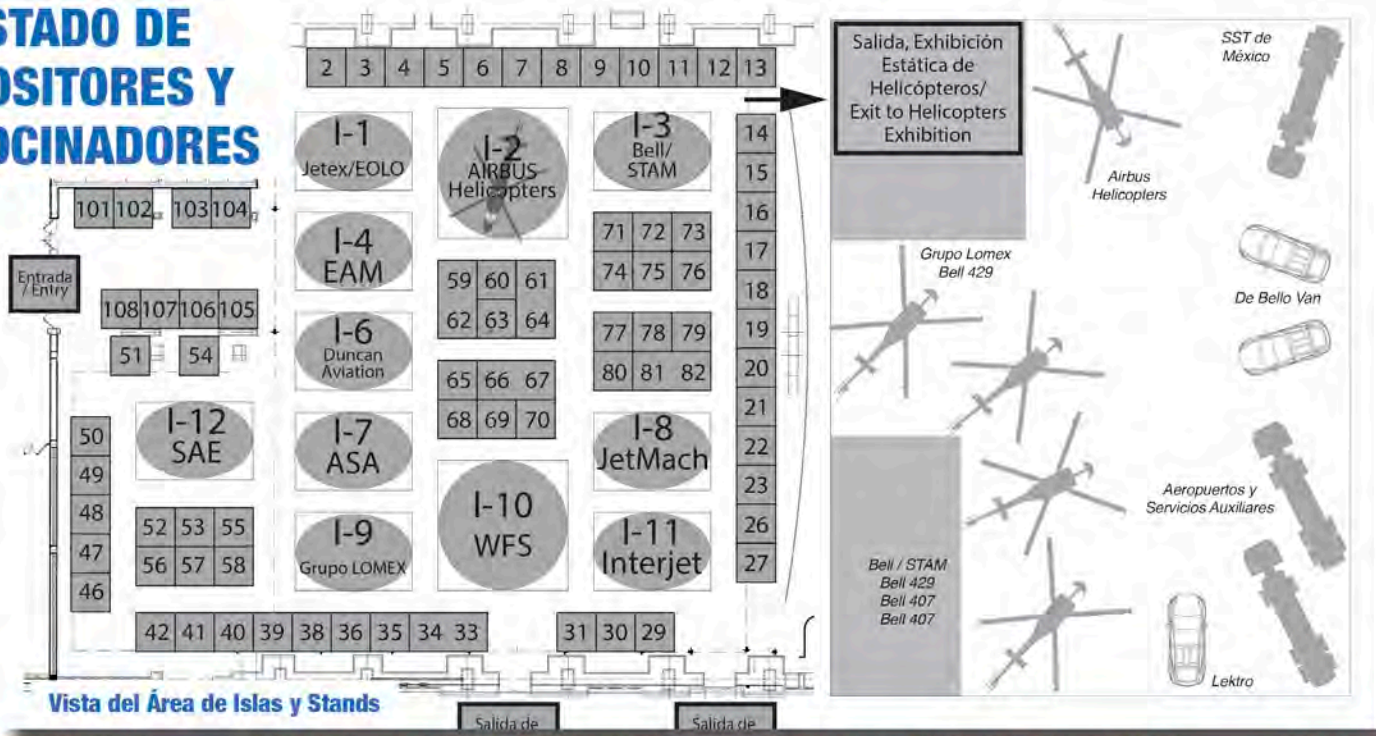 STADO DE
OSITORES Y
OCINADORES
2 3 4 5 6 7 8 9 10 11 12 13
I-1
Jetex/EOLO
I-2
AIRBUS
Helicopters
I-3
Bell/
STAM
14
15
16
17
18
19
20
21
22
23
26
27
101 102 103 104
Entrada
/ Entry
108 107 106 105
51 54
I-4
EAM
I-6
Duncan
Aviation
I-7
ASA
I-9
Grupo LOMEX
59 60 61
62 63 64
65 66 67
68 69 70
I-10
WFS
71 72 73
74 75 76
77 78 79
80 81 82
I-8
JetMach
I-11
Interjet
I-12
SAE
50
49
48
47
46
52 53 55
56 57 58
42 41 40 39 38 36 35 34 33
31 30 29
Vista del Área de Islas y Stands
Salida de
Salida de
Salida, Exhibición
Estática de
Helicópteros/
Exit to Helicopters
Exhibition
SST de
México
Airbus
Helicoplers
Grupo Lomex
Bell 429
De Bello Van
Aeropuertos y
Servicios Auxiliares
Bell / STAM
Bell 429
Bell 407
Bell 407
Lektro